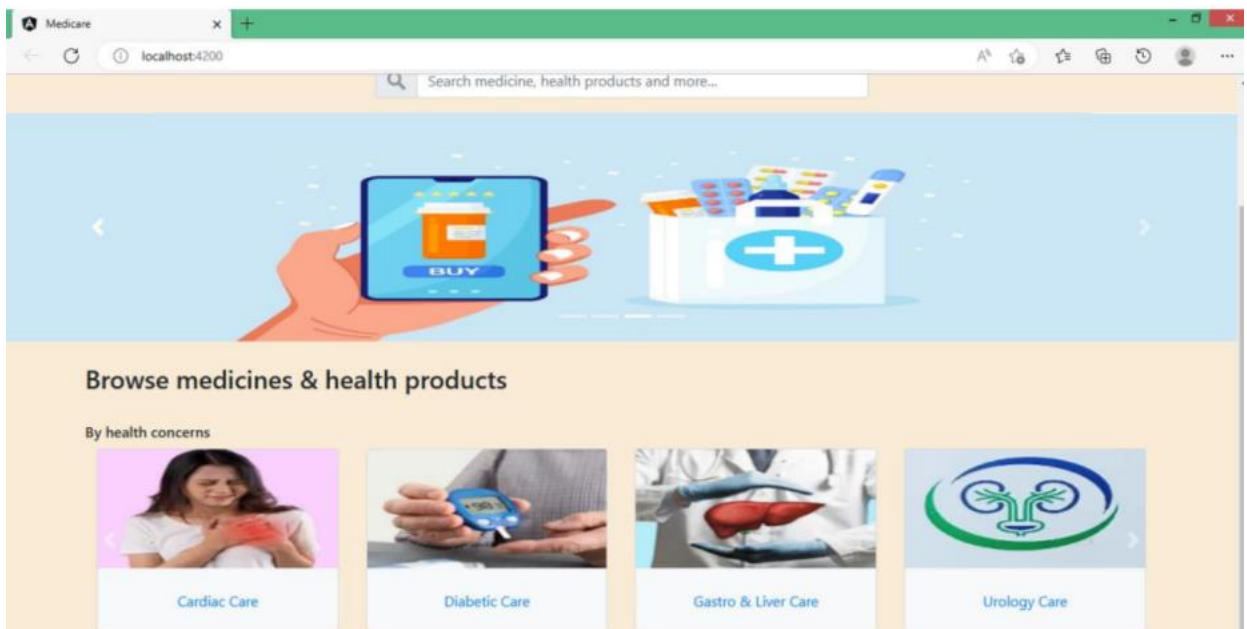 Medicare
localhost:4200
Search medicine, health products and more...
BUY
Browse medicines & health products
By health concerns
98
Cardiac Care
Diabetic Care
Gastro & Liver Care
Urology Care